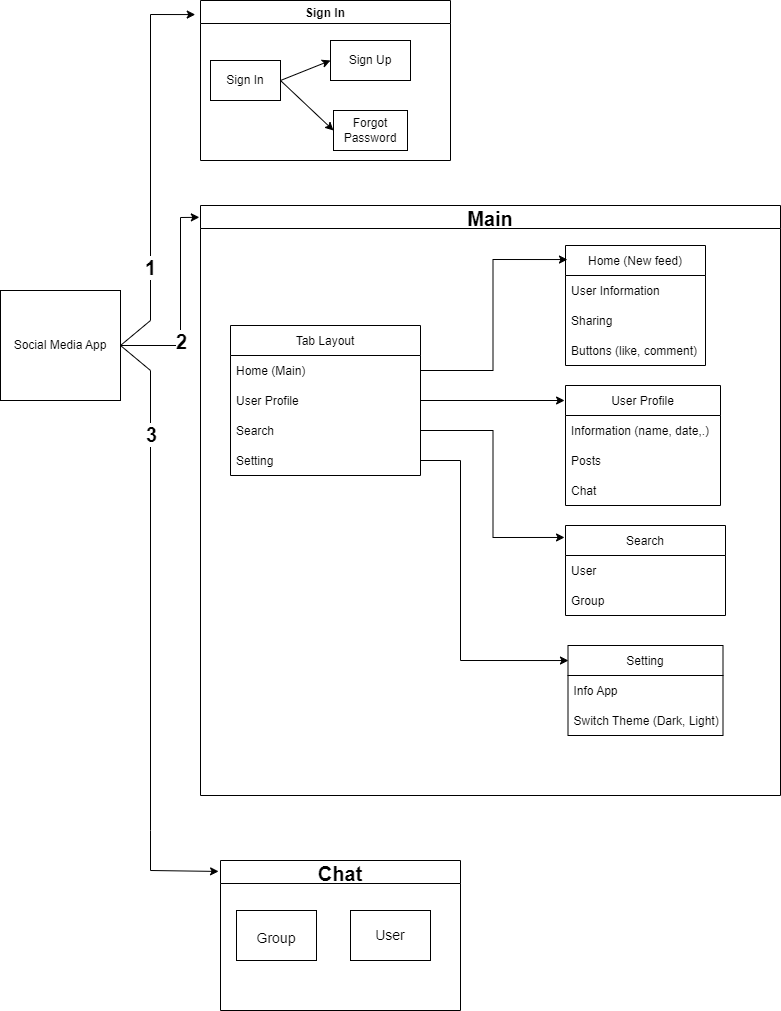 Sign In
Sign In
Sign Up
Forgot
Password
1
2
3
Social Media App
Main
Tab Layout
Home (Main)
User Profile
Search
Setting
Home (New feed)
User Information
Sharing
Buttons (like, comment)
User Profile
Information (name, date,.)
Posts
Chat
Search
User
Group
Setting
Info App
Switch Theme (Dark, Light)
Chat
Group
User